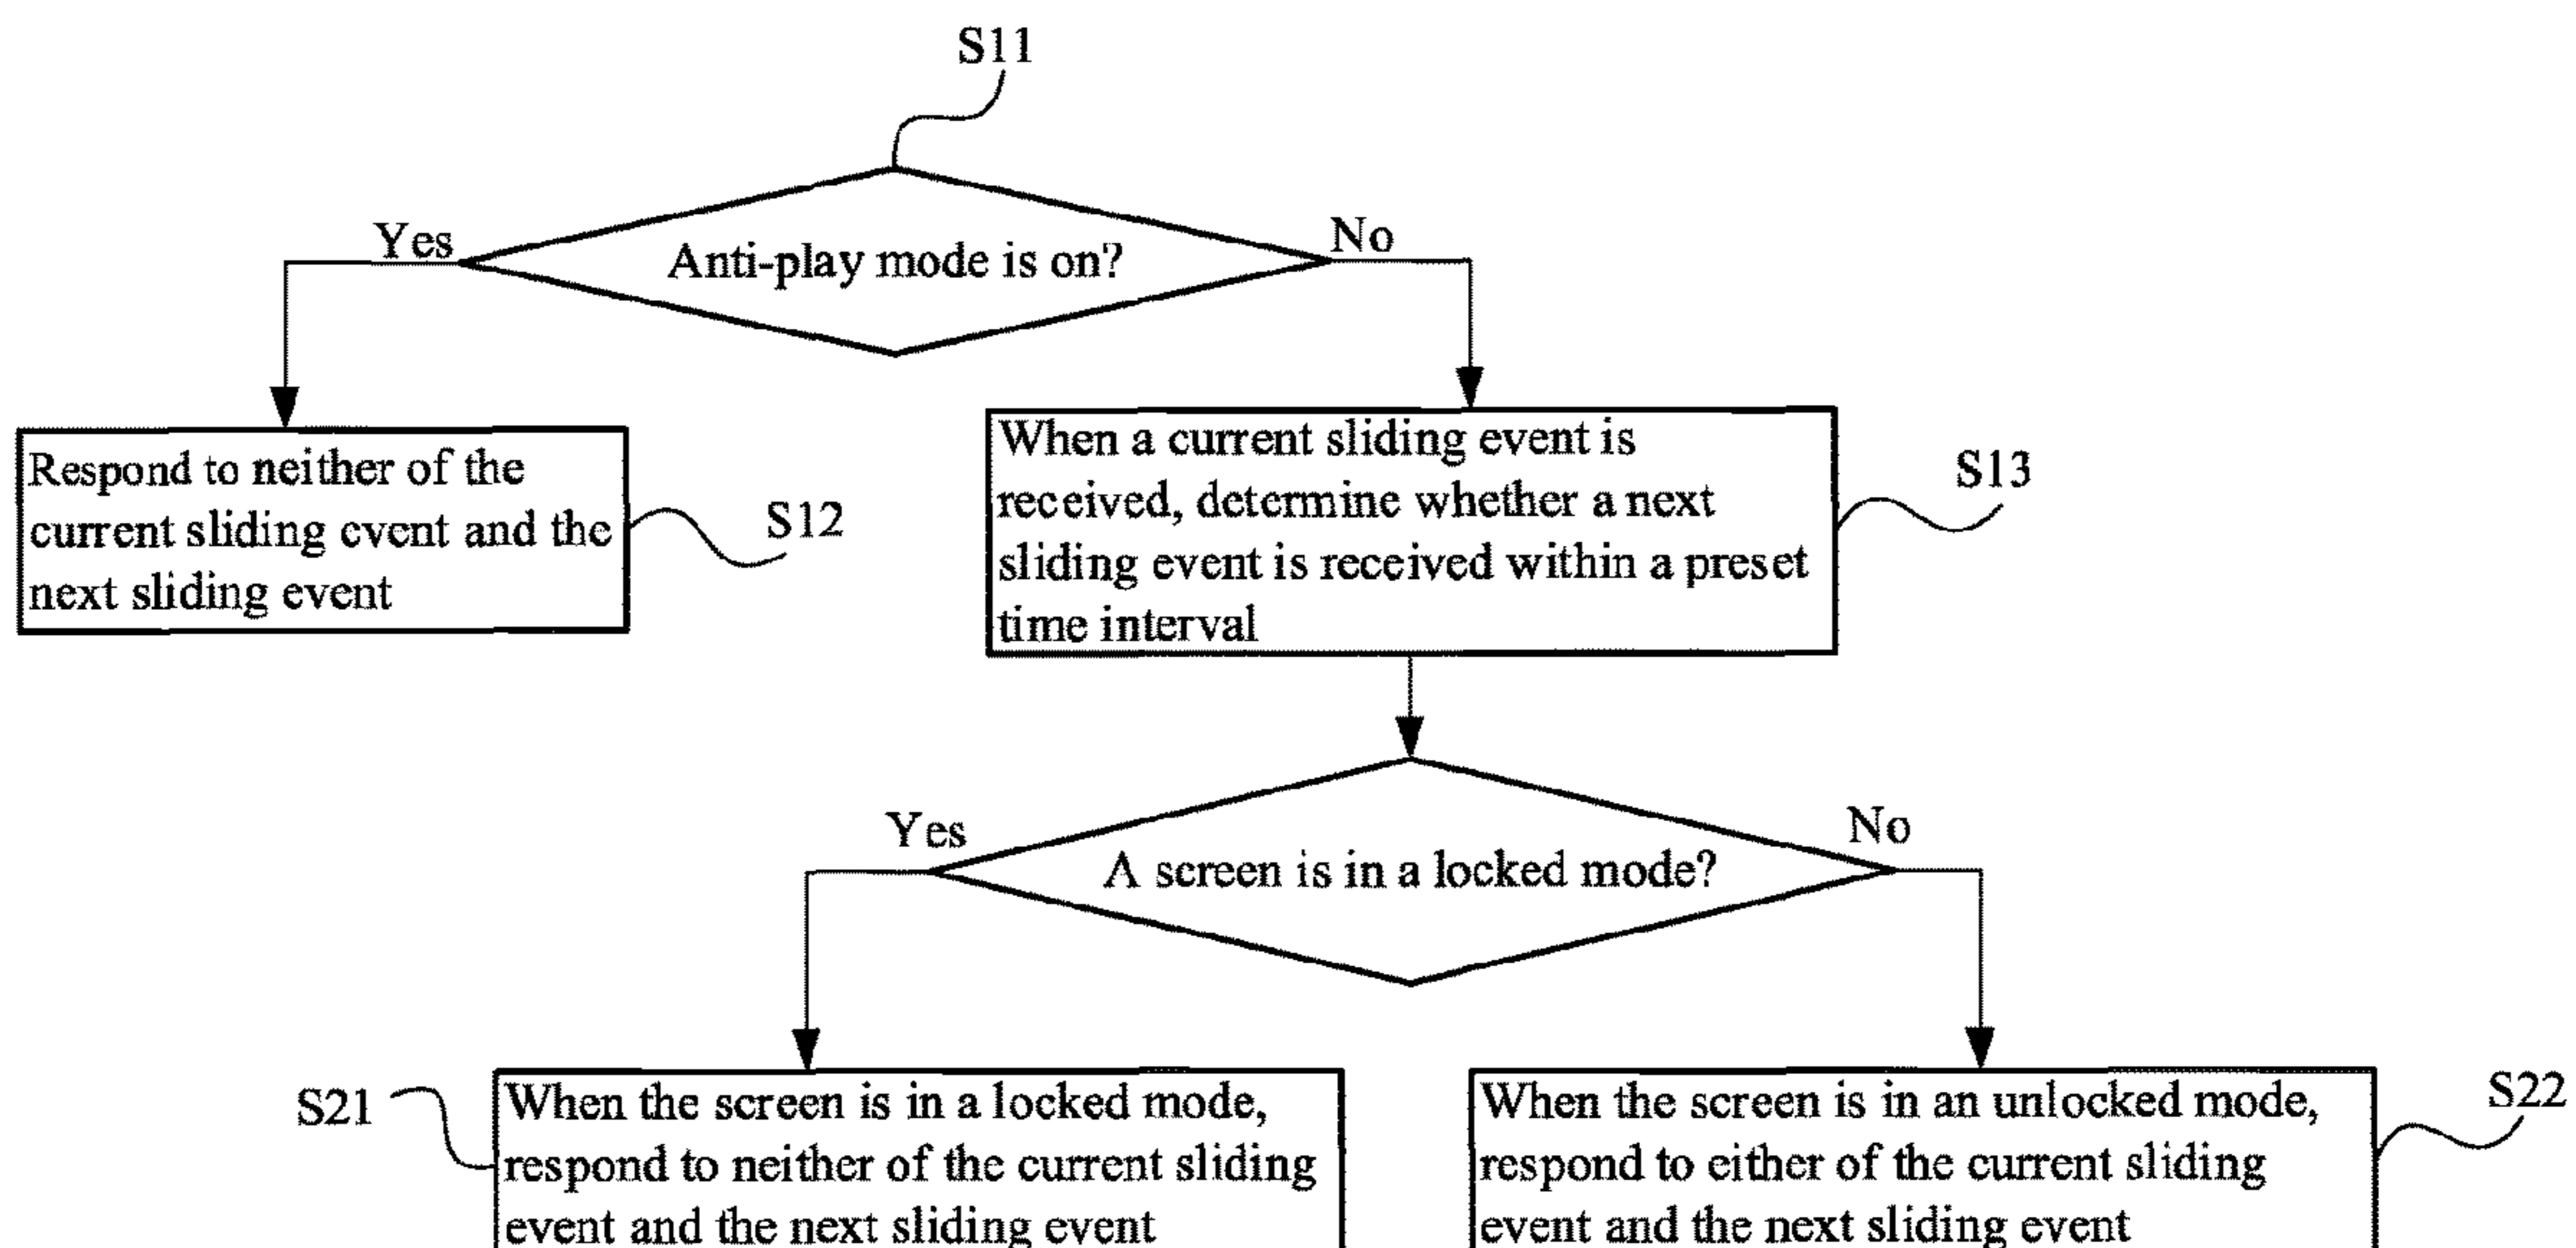 S11
Yes
No
Anti-play mode is on?
Respond to neither of the
current sliding event and the
next sliding event
S12
When a current sliding event is
received, determine whether a next
sliding event is received within a preset
time interval
S13
Yes
No
A screen is in a locked mode?
S21
When the screen is in a locked mode,
respond to neither of the current sliding
event and the next sliding event
When the screen is in an unlocked mode,
respond to either of the current sliding
event and the next sliding event
S22